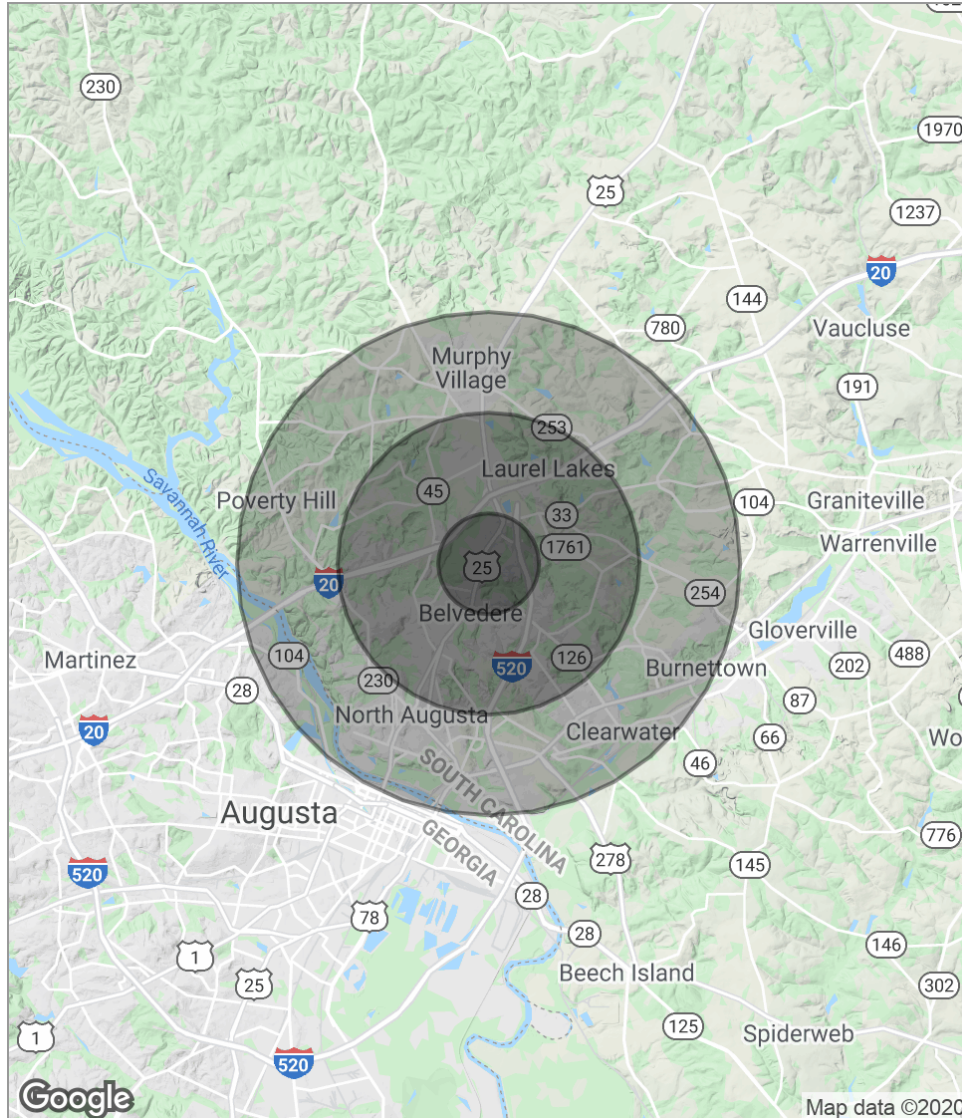 230
1970
25
1237
20
144
780
Vaucluse
Murphy
Village
191
253
Laurel Lakes
45
Poverty Hill
104
Graniteville
33
Savannah River
1761
Warrenville
25
20
254
Belvedere
Gloverville
104
126
488
Martinez
520
Burnettown
202
28
230
87
North Augusta
20
Clearwater
66
Wo
46
SOUTH CAROLINA
Augusta
GEORGIA
776
278
145
520
28
78
28
146
1
Beech Island
25
302
125
1
Spiderweb
520
Google
Map data ©2020